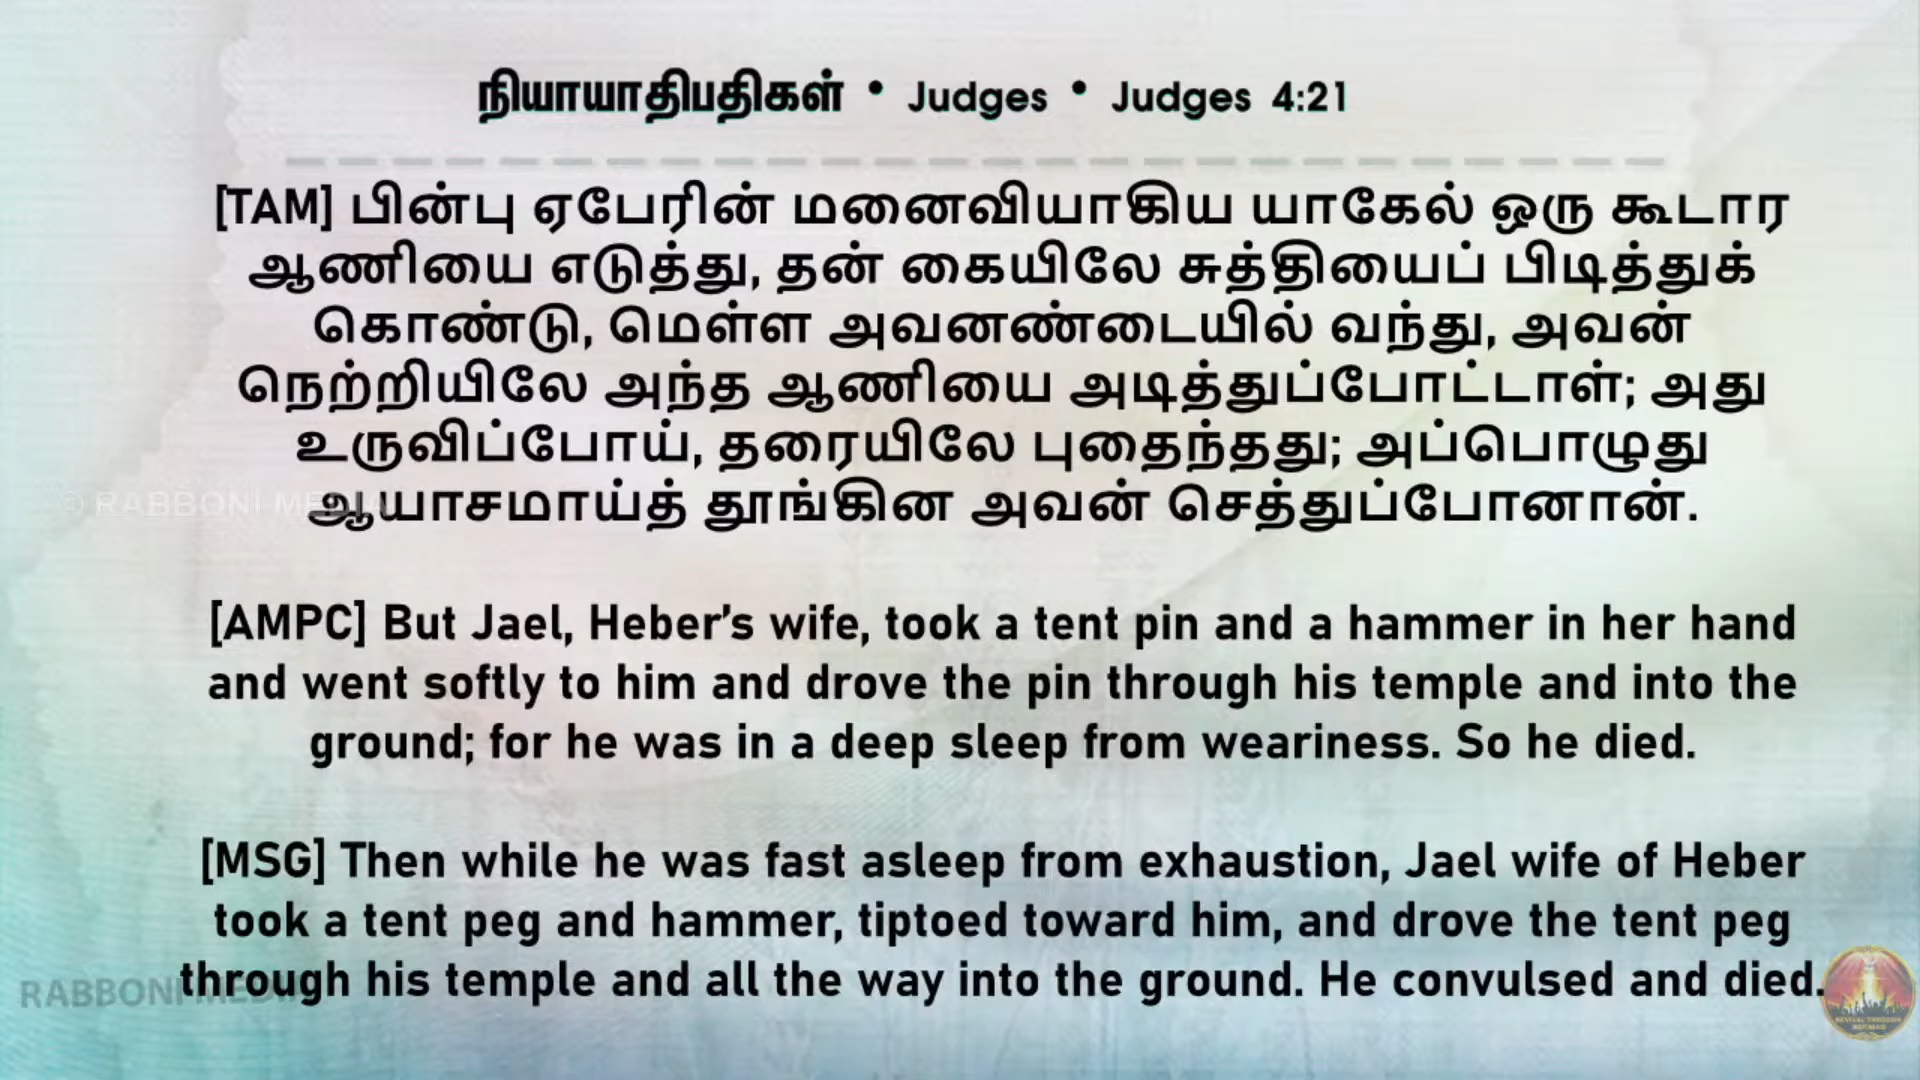 நியாயாதிபதிகள் • Judges • Judges 4:21
[TAM] பின்பு ஏபேரின் மனைவியாகிய யாகேல் ஒரு கூடார
ஆணியை எடுத்து, தன் கையிலே சுத்தியைப் பிடித்துக்
கொண்டு, மெள்ள அவனண்டையில் வந்து, அவன்
நெற்றியிலே அந்த ஆணியை அடித்துப்போட்டாள்; அது
உருவிப்போய், தரையிலே புதைந்தது; அப்பொழுது
ஆயாசமாய்த் தூங்கின அவன் செத்துப்போனான்.
© RABBONI MEDIA
[AMPC] But Jael, Heber’s wife, took a tent pin and a hammer in her hand
and went softly to him and drove the pin through his temple and into the
ground; for he was in a deep sleep from weariness. So he died.
[MSG] Then while he was fast asleep from exhaustion, Jael wife of Heber
took a tent peg and hammer, tiptoed toward him, and drove the tent peg
through his temple and all the way into the ground. He convulsed and died.
RABBONI MEDIA